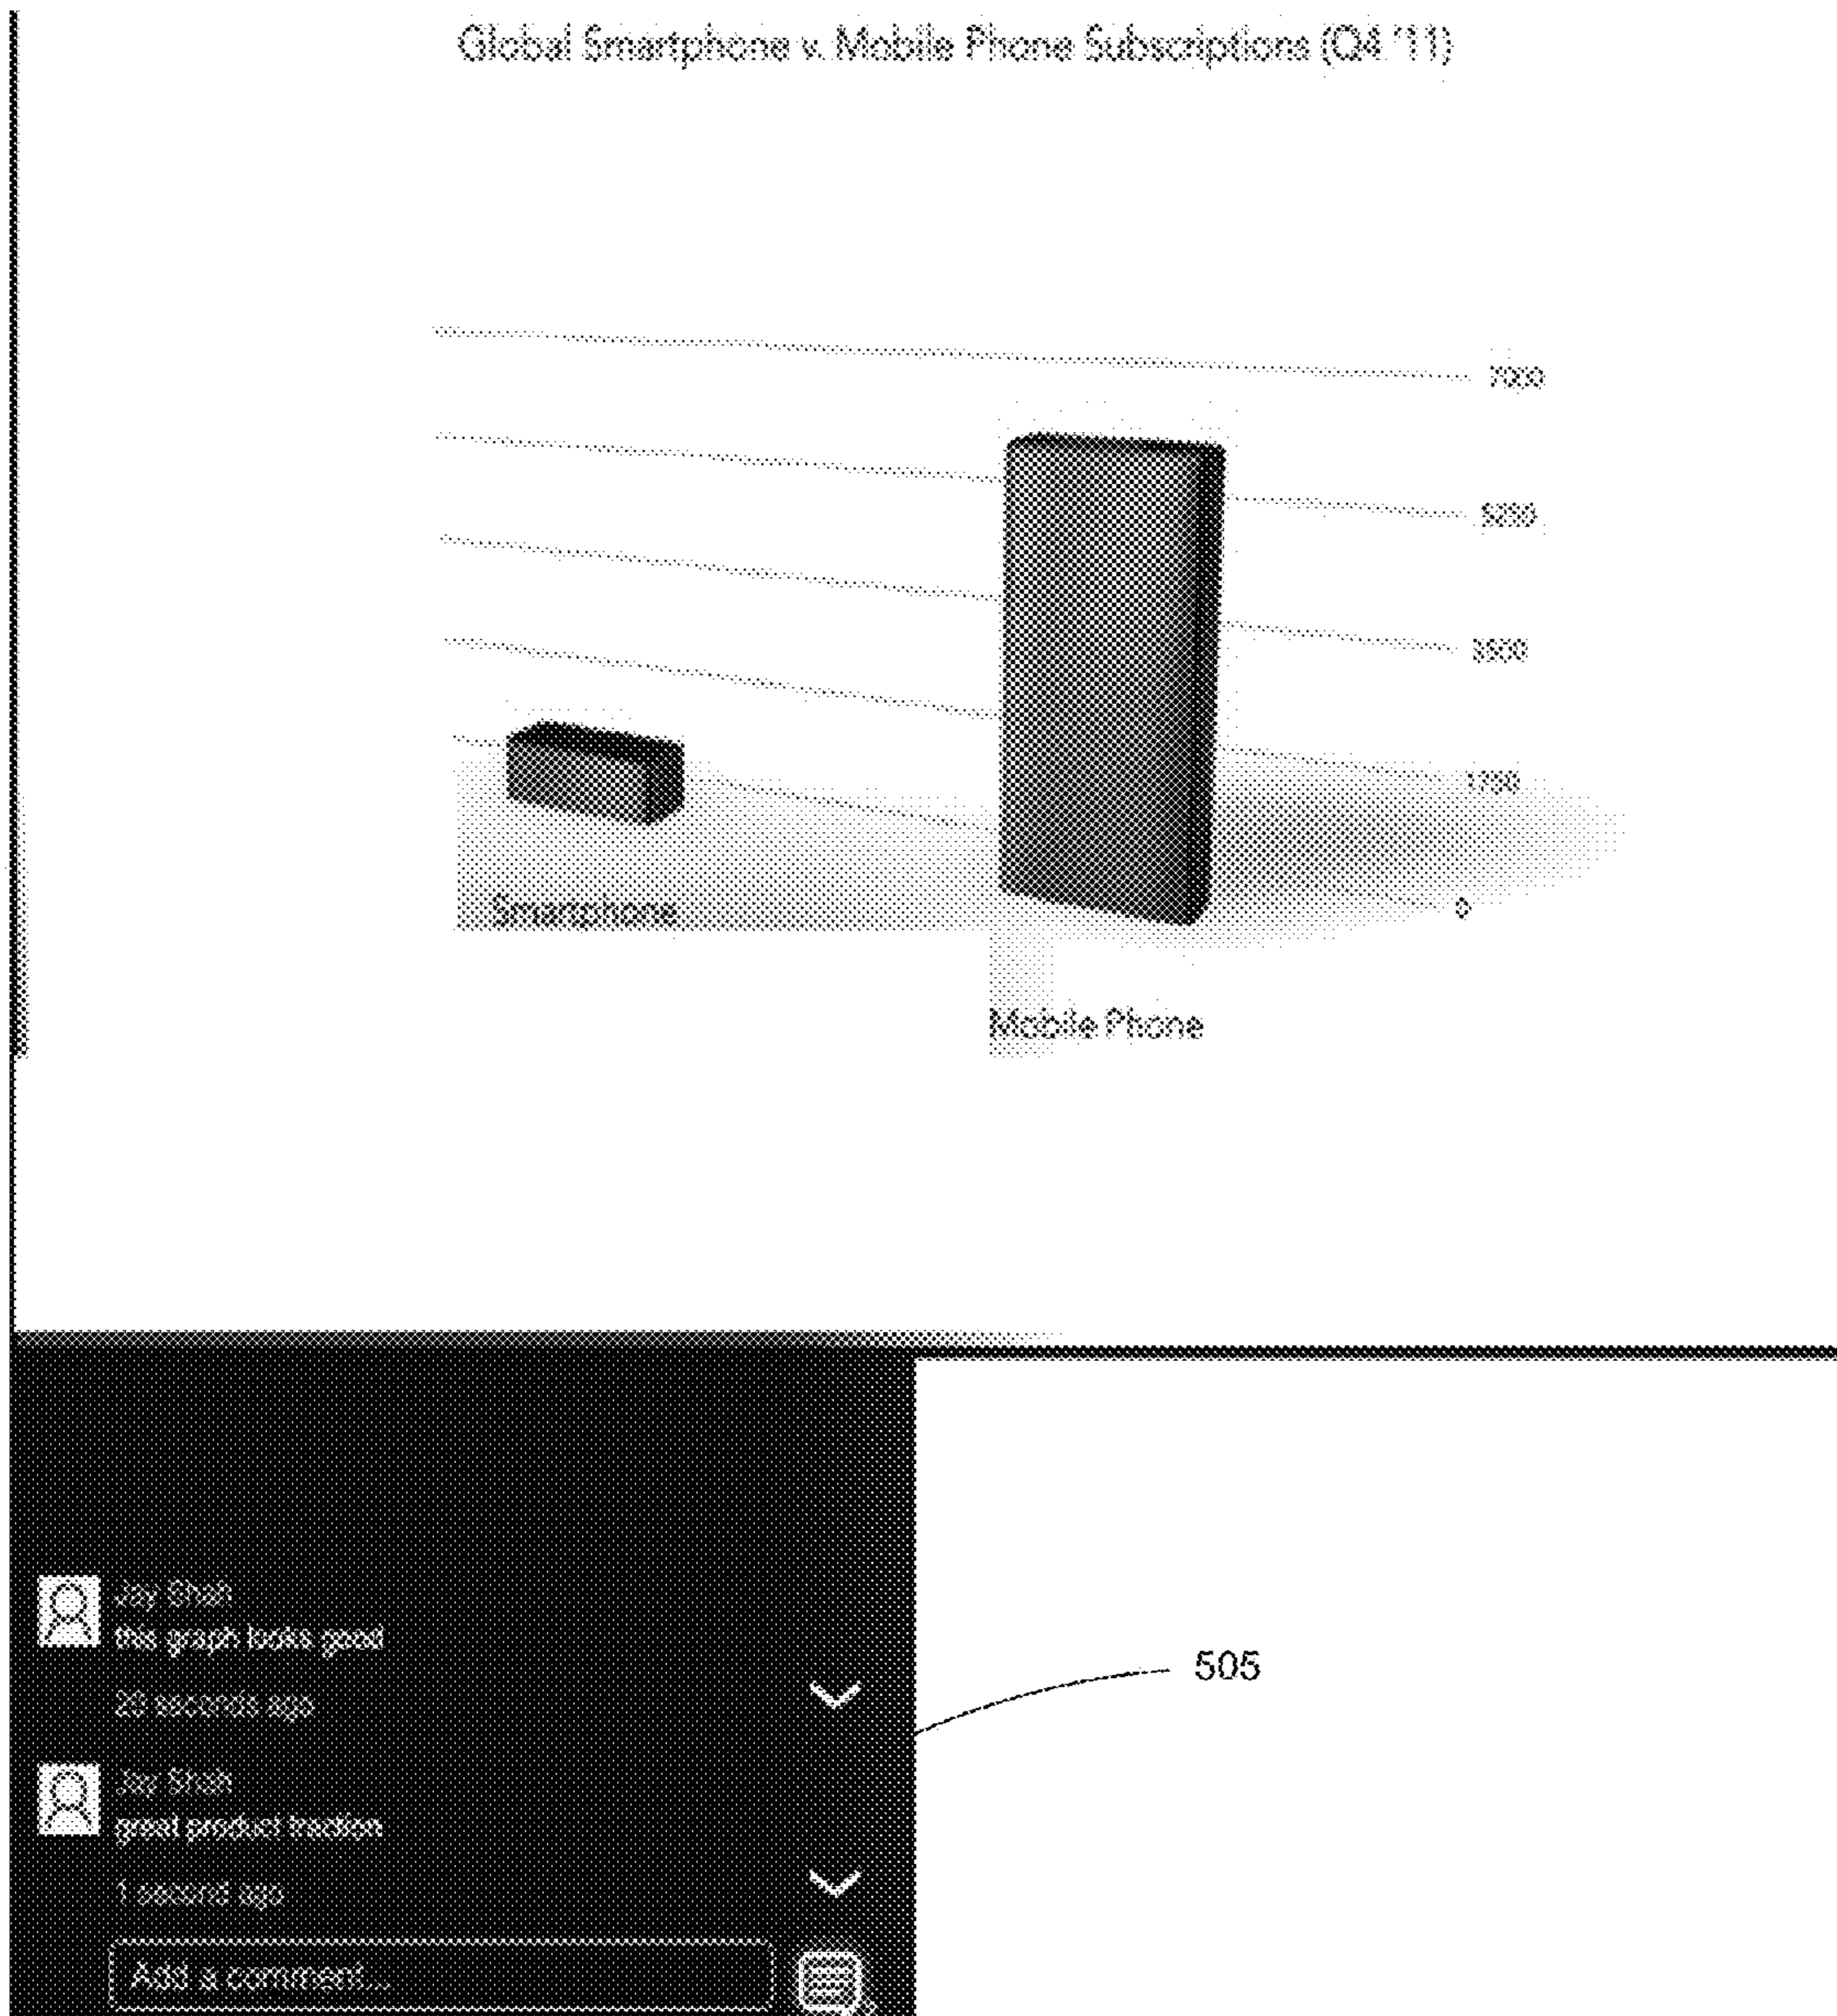 Global Smartphone v. Mobile Phone Subscriptions (Q4 '11)
7000
5250
3500
1750
0
Smartphone
Mobile Phone
Jay Shah
this graph looks good
505
20 seconds ago
Jay Shah
great product traction
1 second ago
Add a comment...